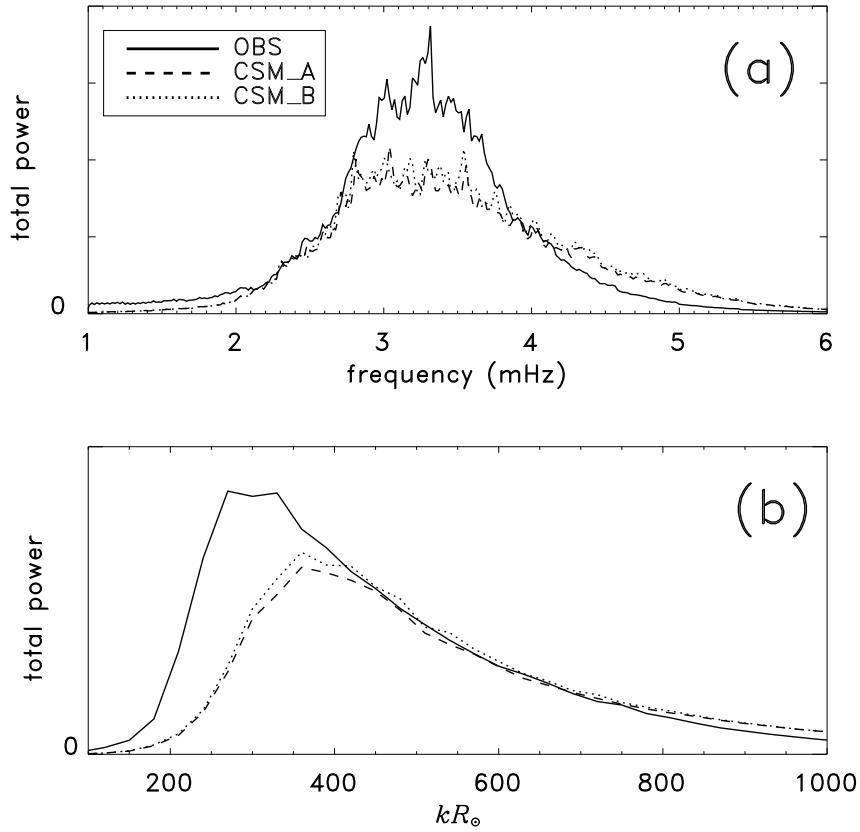 OBS
CSM_A
CSM_B
(a)
total power
0
1 2 3 4 5 6
frequency (mHz)
(b)
total power
0
200 400 600 800 1000
kR☉